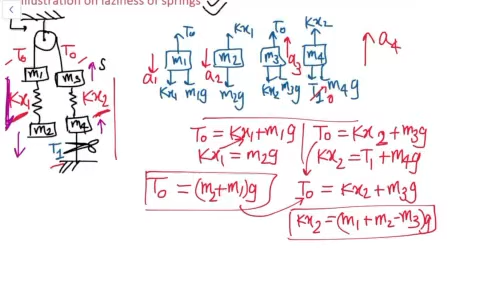 Illustration on laziness of springs
T₀ T₀
m₁ m₃
S
Kx₁ Kx₂
m₂ m₄
T₁
T₀ Kx₁ T₀ Kx₂
a₁ m₁ a₂ m₂ m₃ a₃ m₄ a₄
Kx₁ m₁g m₂g Kx₂ m₃g T₁ m₄g
0
T₀ = Kx₁+m₁g T₀ = Kx₂+m₃g
Kx₁ = m₂g Kx₂ = T₁+m₄g
T₀ = (m₂+m₁)g T₀ = Kx₂+m₃g
Kx₂=(m₁+m₂-m₃)g